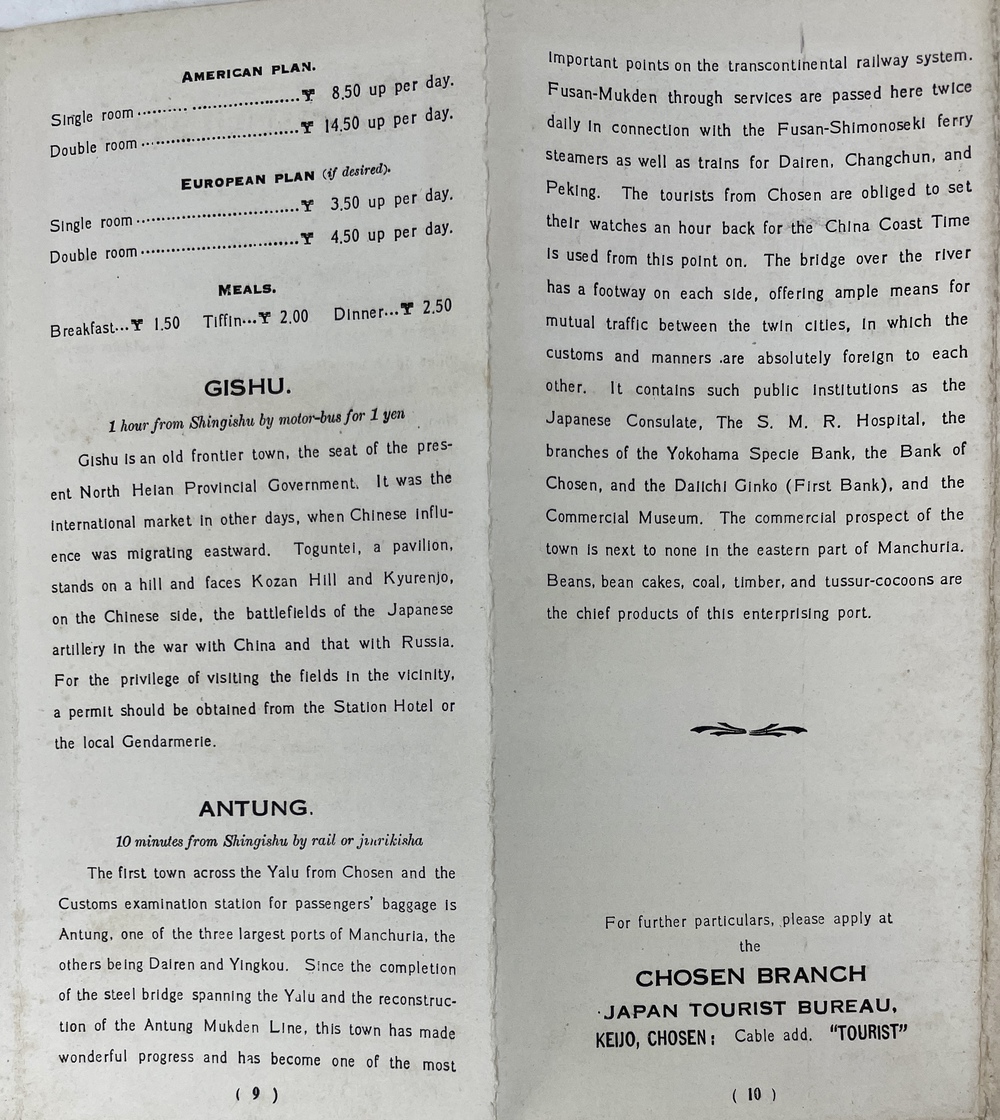 AMERICAN PLAN.
Single room ..................... ¥ 8.50 up per day.
Double room ..................... ¥ 14.50 up per day.
EUROPEAN PLAN (if desired).
Single room ..................... ¥ 3.50 up per day.
Double room ..................... ¥ 4.50 up per day.
MEALS.
Breakfast...¥ 1.50 Tiffin...¥ 2.00 Dinner...¥ 2.50
GISHU.
1 hour from Shingishu by motor-bus for 1 yen
Gishu is an old frontier town, the seat of the pres-
ent North Heian Provincial Government. It was the
international market in other days, when Chinese influ-
ence was migrating eastward. Toguntei, a pavilion,
stands on a hill and faces Kozan Hill and Kyurenjo,
on the Chinese side, the battlefields of the Japanese
artillery in the war with China and that with Russia.
For the privilege of visiting the fields in the vicinity,
a permit should be obtained from the Station Hotel or
the local Gendarmerie.
ANTUNG.
10 minutes from Shingishu by rail or jinrikisha
The first town across the Yalu from Chosen and the
Customs examination station for passengers' baggage is
Antung, one of the three largest ports of Manchuria, the
others being Dairen and Yingkou. Since the completion
of the steel bridge spanning the Yalu and the reconstruc-
tion of the Antung Mukden Line, this town has made
wonderful progress and has become one of the most
( 9 )
important points on the transcontinental railway system.
Fusan-Mukden through services are passed here twice
daily in connection with the Fusan-Shimonoseki ferry
steamers as well as trains for Dairen, Changchun, and
Peking. The tourists from Chosen are obliged to set
their watches an hour back for the China Coast Time
is used from this point on. The bridge over the river
has a footway on each side, offering ample means for
mutual traffic between the twin cities, in which the
customs and manners are absolutely foreign to each
other. It contains such public institutions as the
Japanese Consulate, The S. M. R. Hospital, the
branches of the Yokohama Specie Bank, the Bank of
Chosen, and the Daiichi Ginko (First Bank), and the
Commercial Museum. The commercial prospect of the
town is next to none in the eastern part of Manchuria.
Beans, bean cakes, coal, timber, and tussur-cocoons are
the chief products of this enterprising port.
For further particulars, please apply at
the
CHOSEN BRANCH
JAPAN TOURIST BUREAU,
KEIJO, CHOSEN: Cable add. "TOURIST"
( 10 )